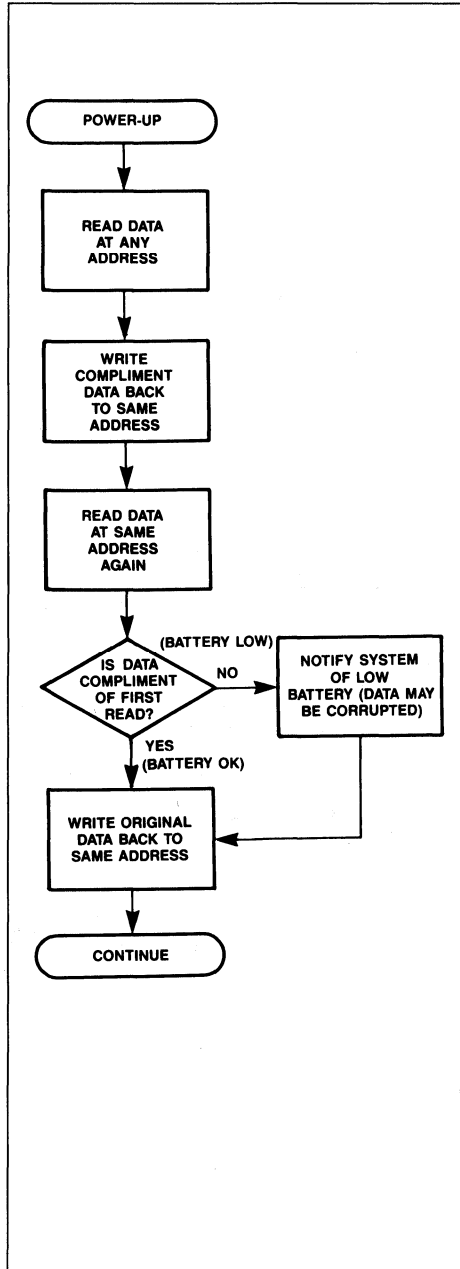 POWER-UP
READ DATA
AT ANY
ADDRESS
WRITE
COMPLIMENT
DATA BACK
TO SAME
ADDRESS
READ DATA
AT SAME
ADDRESS
AGAIN
IS DATA
COMPLIMENT
OF FIRST
READ?
(BATTERY LOW)
NO
NOTIFY SYSTEM
OF LOW
BATTERY (DATA MAY
BE CORRUPTED)
YES
(BATTERY OK)
WRITE ORIGINAL
DATA BACK TO
SAME ADDRESS
CONTINUE